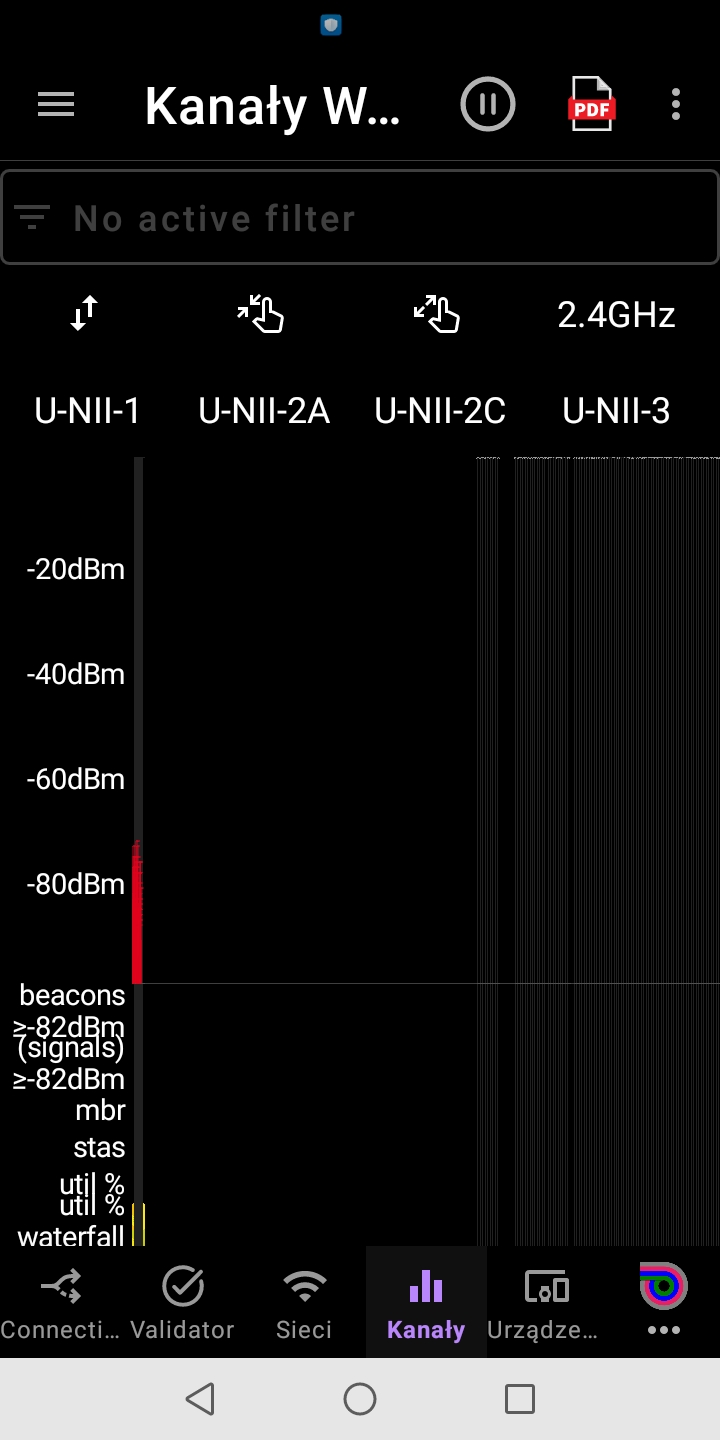 Kanały W…
PDF
No active filter
2.4GHz
U-NII-1 U-NII-2A U-NII-2C U-NII-3
-20dBm
-40dBm
-60dBm
-80dBm
beacons
≥-82dBm
(signals)
≥-82dBm
mbr
stas
util %
util %
waterfall
Connecti… Validator Sieci Kanały Urządze…